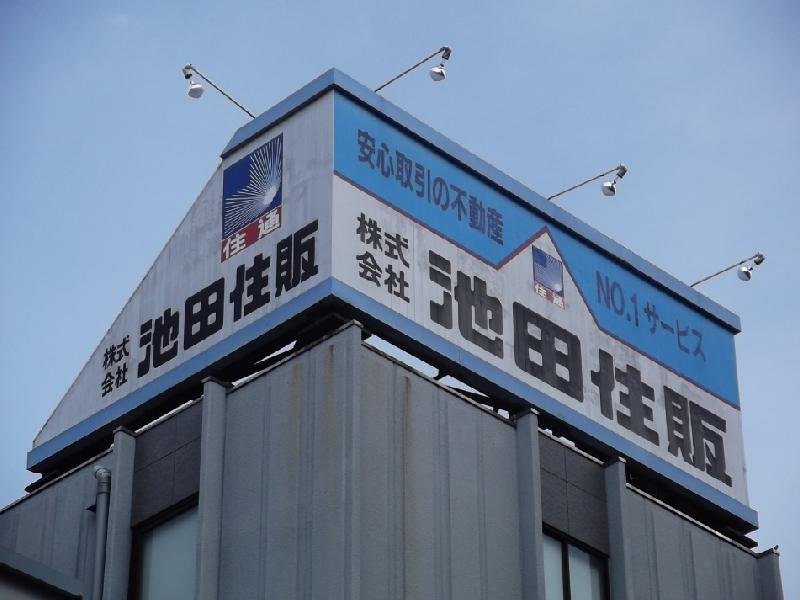 住通
株式
会社
池田住販
安心取引の不動産
NO.1サービス
住通
株式
会社
池田住販